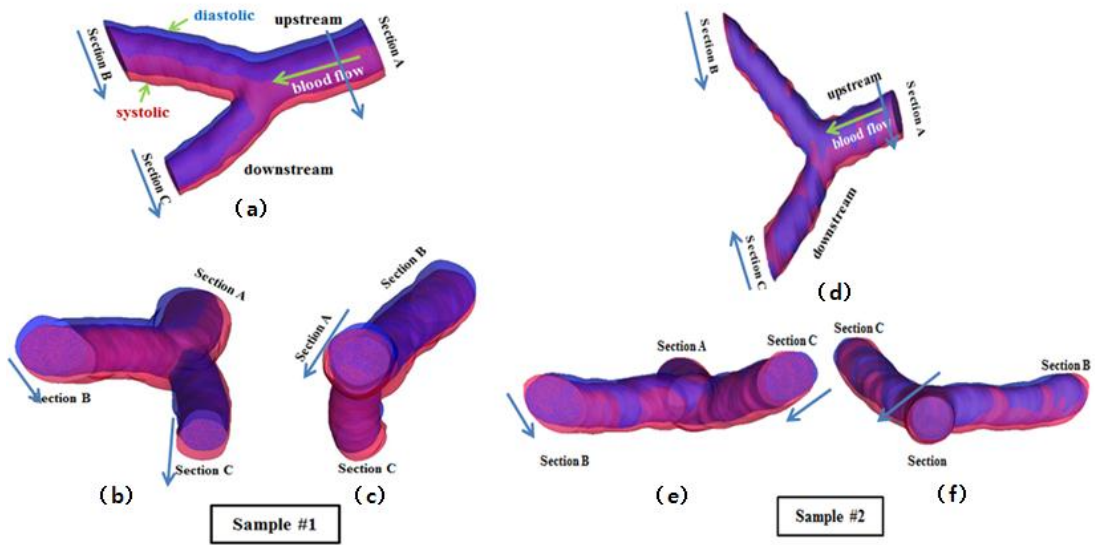 diastolic
upstream
Section A
Section B
blood flow
systolic
Section C
downstream
(a)
Section B
upstream
Section A
blood flow
downstream
Section C
(d)
Section A
Section B
Section C
(b)
Section B
Section A
Section C
(c)
Section A
Section C
Section B
(e)
Section C
Section B
Section
(f)
Sample #1
Sample #2